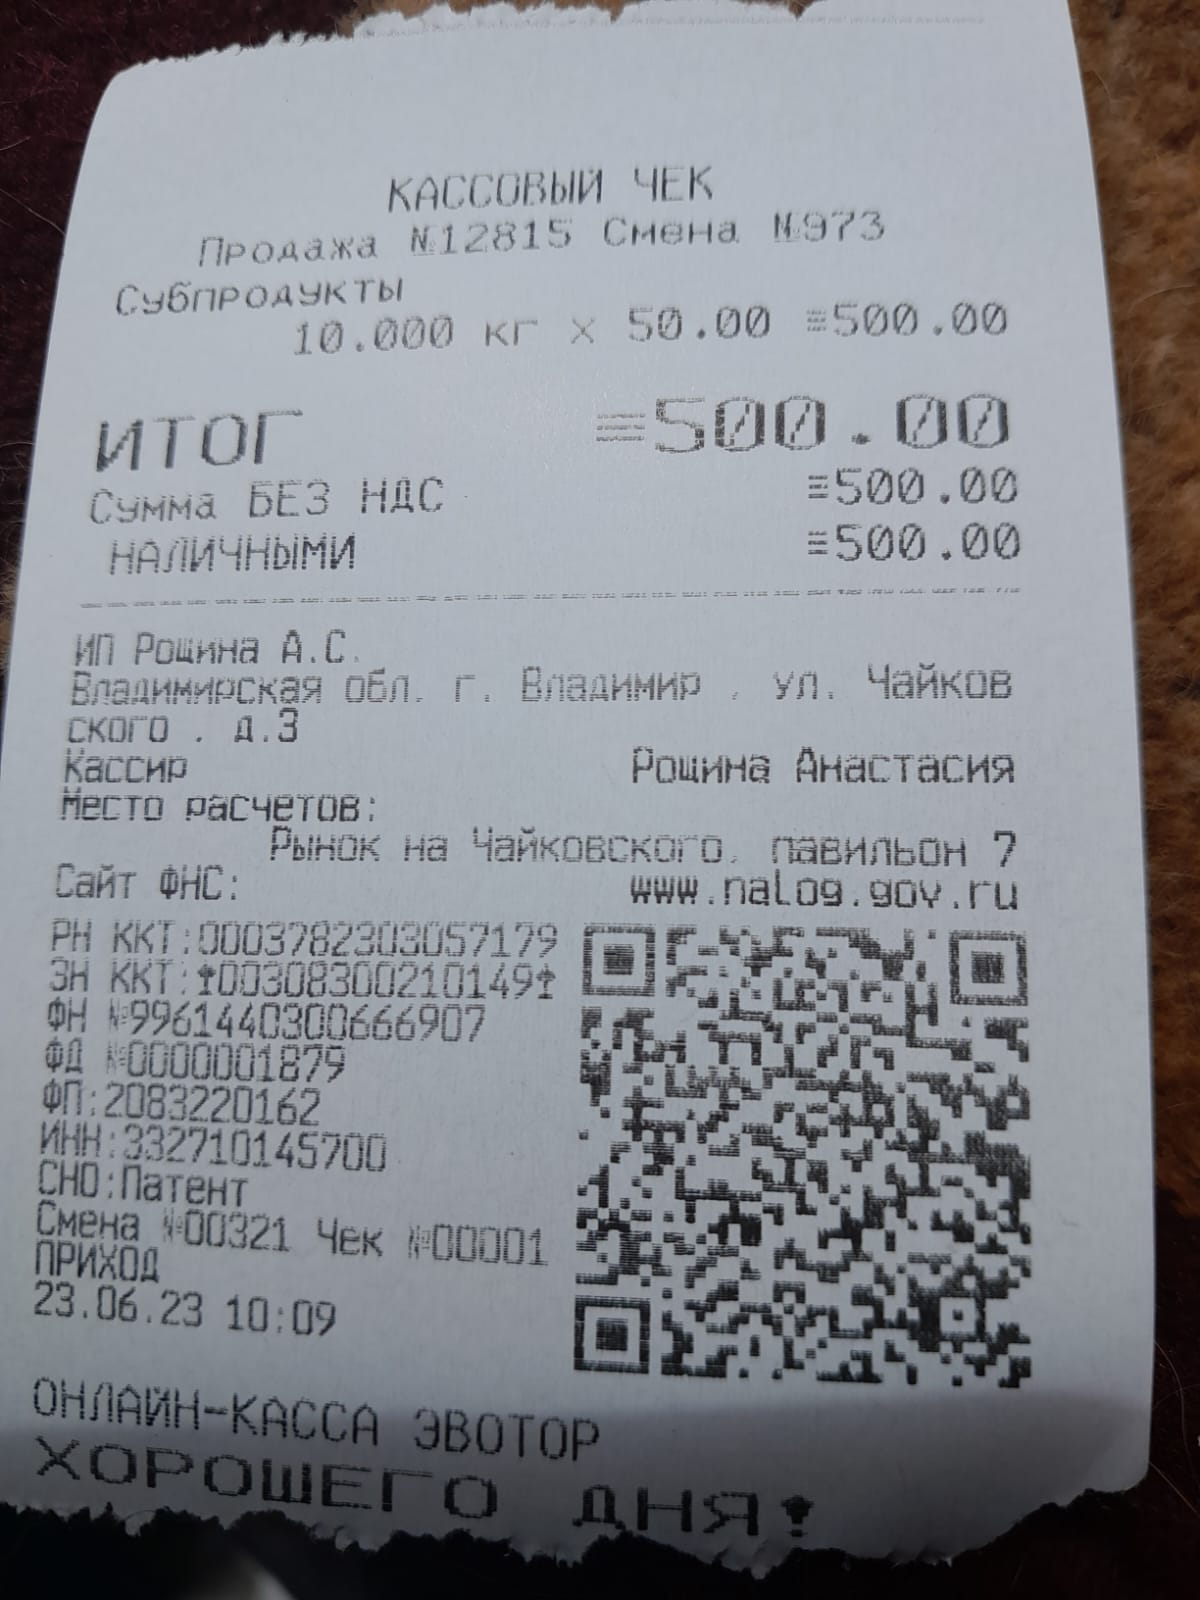 КАССОВЫЙ ЧЕК
Продажа №12815 Смена №973
Субпродукты
10.000 кг х 50.00 ≡500.00
ИТОГ ≡500.00
Сумма БЕЗ НДС ≡500.00
НАЛИЧНЫМИ ≡500.00
ИП Рощина А.С.
Владимирская обл. г. Владимир , ул. Чайков
ского . д.3
Кассир Рощина Анастасия
Место расчетов:
Рынок на Чайковского, павильон 7
Сайт ФНС: www.nalog.gov.ru
РН ККТ:0003782303057179
ЗН ККТ:↑00308300210149↑
ФН №9961440300666907
ФД №0000001879
ФП:2083220162
ИНН:332710145700
СНО:Патент
Смена №00321 Чек №00001
ПРИХОД
23.06.23 10:09
ОНЛАЙН-КАССА ЭВОТОР
ХОРОШЕГО ДНЯ!